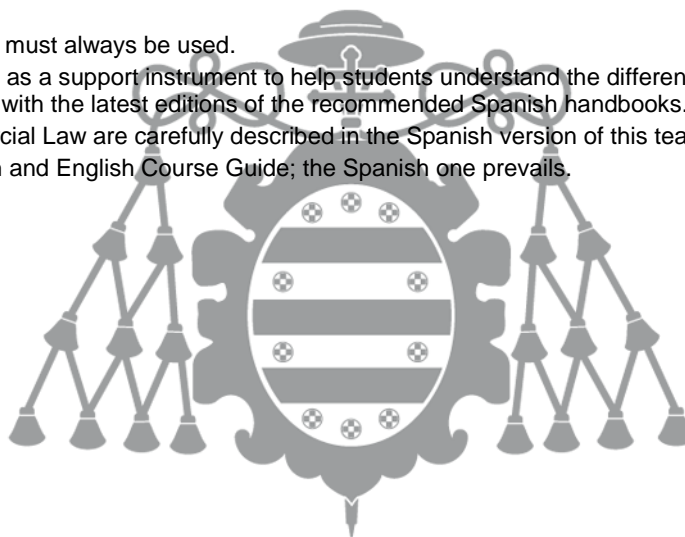 must always be used.
as a support instrument to help students understand the differen
with the latest editions of the recommended Spanish handbooks.
cial Law are carefully described in the Spanish version of this tea
and English Course Guide; the Spanish one prevails.